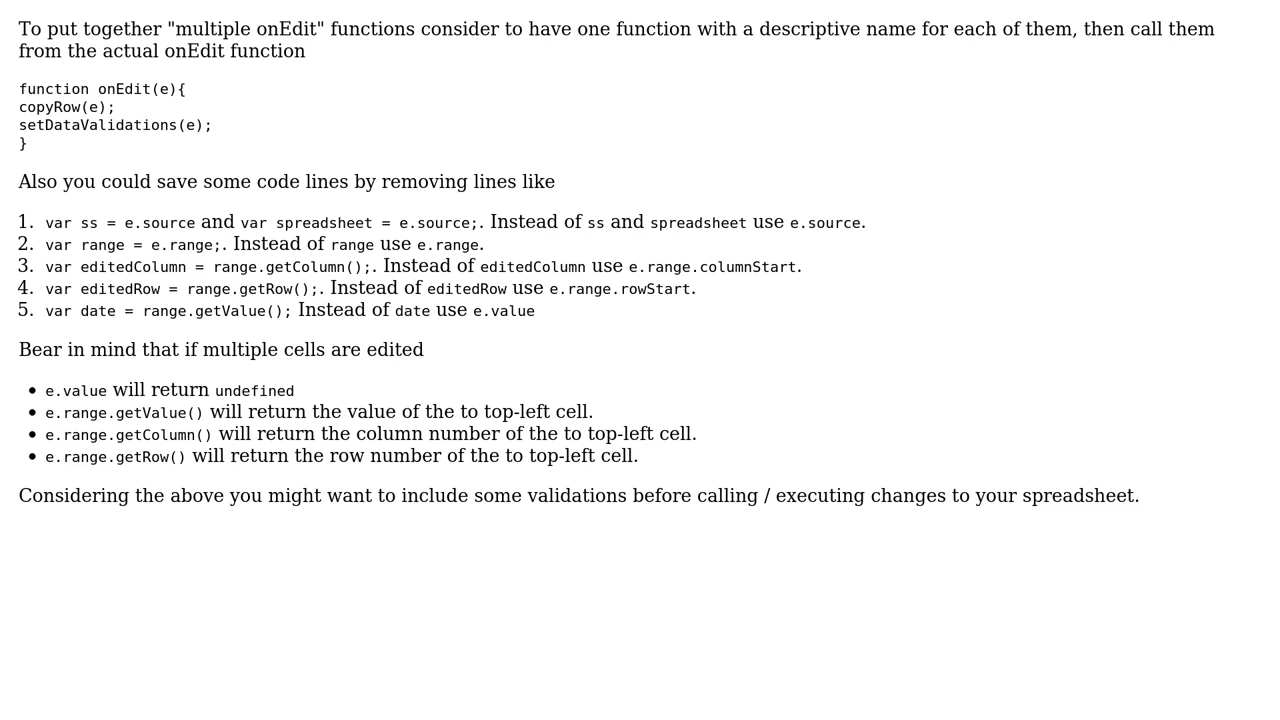 To put together "multiple onEdit" functions consider to have one function with a descriptive name for each of them, then call them
from the actual onEdit function
function onEdit(e){
copyRow(e);
setDataValidations(e);
}
Also you could save some code lines by removing lines like
1. var ss = e.source and var spreadsheet = e.source;. Instead of ss and spreadsheet use e.source.
2. var range = e.range;. Instead of range use e.range.
3. var editedColumn = range.getColumn();. Instead of editedColumn use e.range.columnStart.
4. var editedRow = range.getRow();. Instead of editedRow use e.range.rowStart.
5. var date = range.getValue(); Instead of date use e.value
Bear in mind that if multiple cells are edited
• e.value will return undefined
• e.range.getValue() will return the value of the to top-left cell.
• e.range.getColumn() will return the column number of the to top-left cell.
• e.range.getRow() will return the row number of the to top-left cell.
Considering the above you might want to include some validations before calling / executing changes to your spreadsheet.